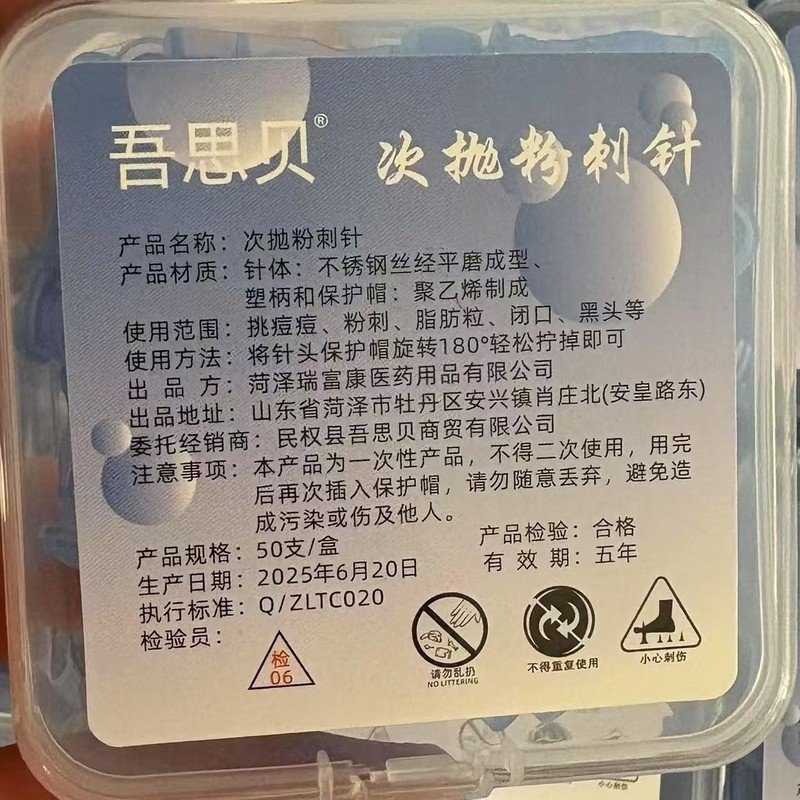 吾思贝® 次抛粉刺针
产品名称：次抛粉刺针
产品材质：针体：不锈钢丝经平磨成型、
塑柄和保护帽：聚乙烯制成
使用范围：挑痘痘、粉刺、脂肪粒、闭口、黑头等
使用方法：将针头保护帽旋转180°轻松拧掉即可
出品方：菏泽瑞富康医药用品有限公司
出品地址：山东省菏泽市牡丹区安兴镇肖庄北(安皇路东)
委托经销商：民权县吾思贝商贸有限公司
注意事项：本产品为一次性产品，不得二次使用，用完
后再次插入保护帽，请勿随意丢弃，避免造
成污染或伤及他人。
产品规格：50支/盒
产品检验：合格
生产日期：2025年6月20日
有效期：五年
执行标准：Q/ZLTC020
检验员：
检
06
请勿乱扔
NO LITTERING
不得重复使用
小心刺伤
小心刺伤